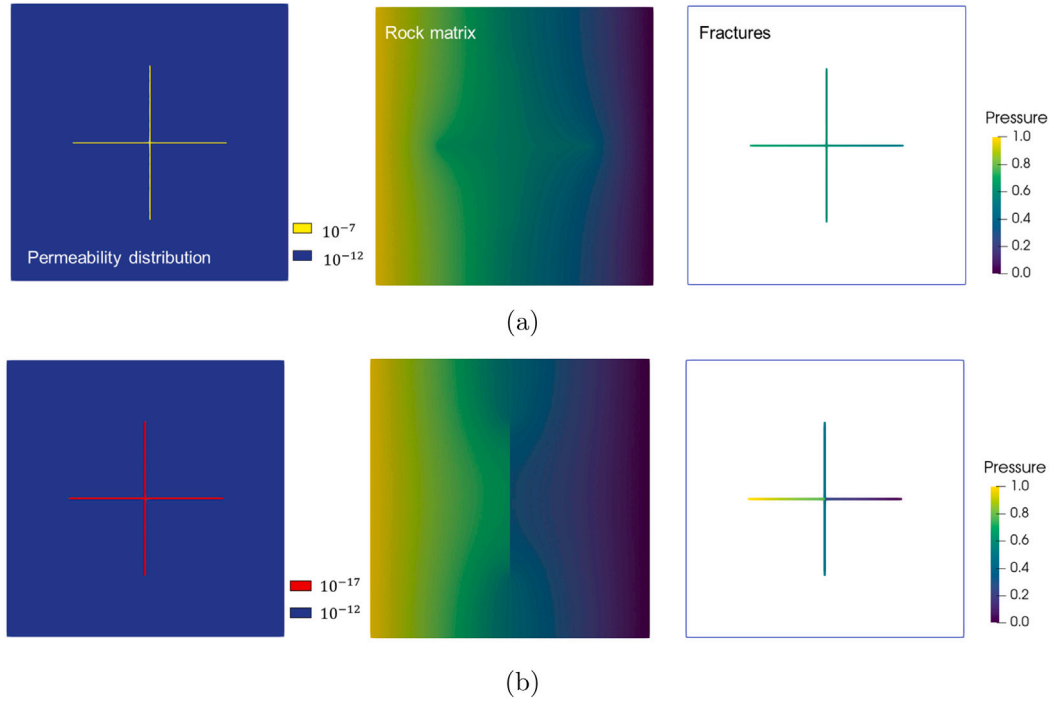 Rock matrix
Fractures
Pressure
1.0
0.8
0.6
0.4
0.2
0.0
10⁻⁷
10⁻¹²
Permeability distribution
(a)
Pressure
1.0
0.8
0.6
0.4
0.2
0.0
10⁻¹⁷
10⁻¹²
(b)